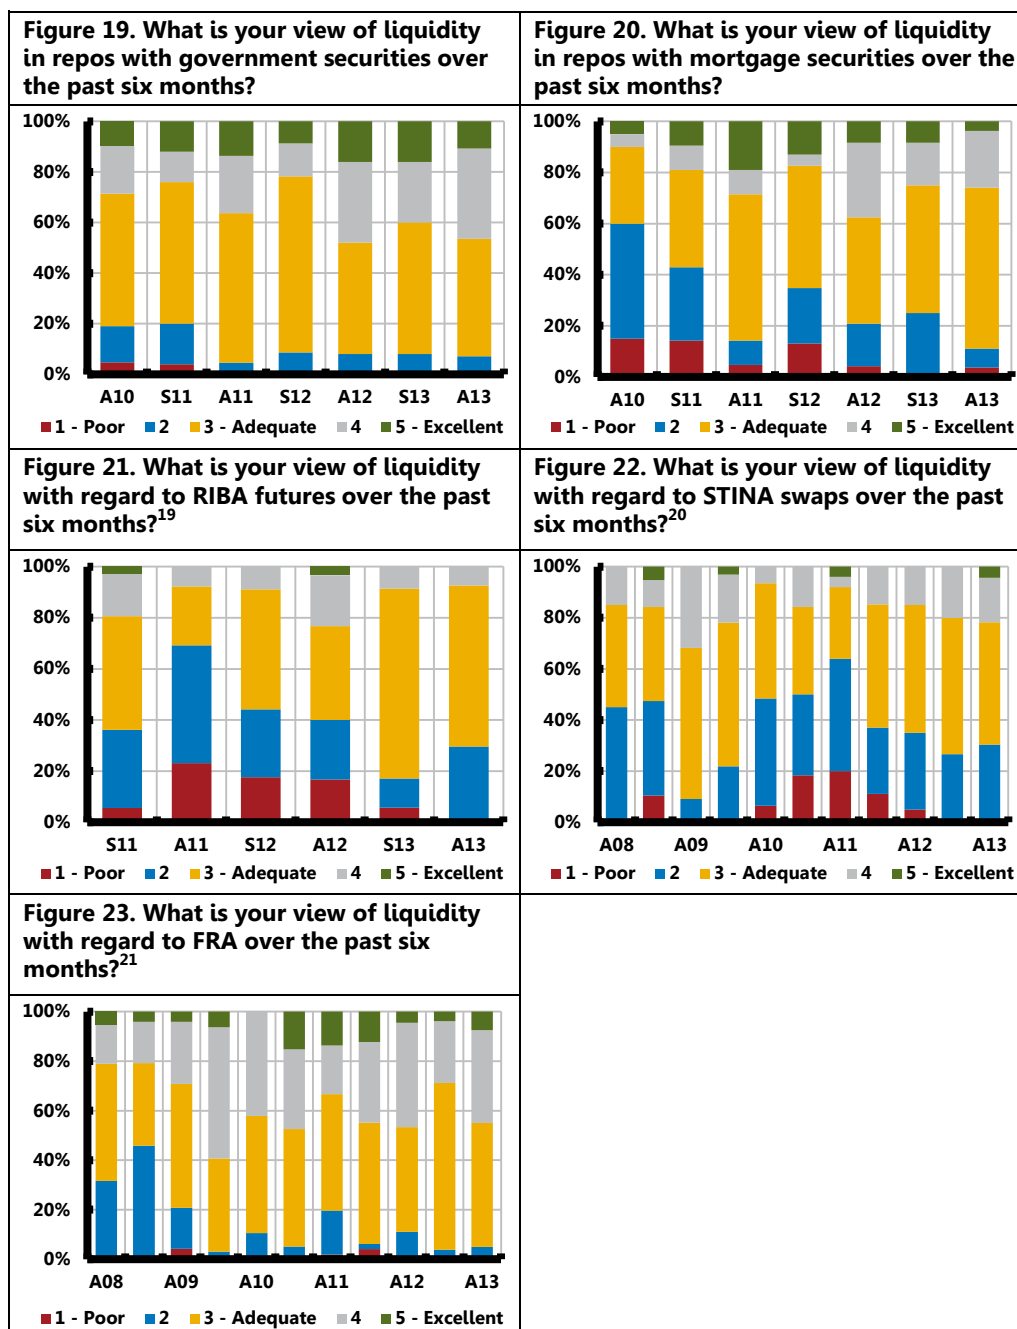 Figure 19. What is your view of liquidity
in repos with government securities over
the past six months?
Figure 20. What is your view of liquidity
in repos with mortgage securities over the
past six months?
100%
80%
60%
40%
20%
0%
A10 S11 A11 S12 A12 S13 A13
1 - Poor 2 3 - Adequate 4 5 - Excellent
100%
80%
60%
40%
20%
0%
A10 S11 A11 S12 A12 S13 A13
1 - Poor 2 3 - Adequate 4 5 - Excellent
Figure 21. What is your view of liquidity
with regard to RIBA futures over the past
six months?19
Figure 22. What is your view of liquidity
with regard to STINA swaps over the past
six months?20
100%
80%
60%
40%
20%
0%
S11 A11 S12 A12 S13 A13
1 - Poor 2 3 - Adequate 4 5 - Excellent
100%
80%
60%
40%
20%
0%
A08 A09 A10 A11 A12 A13
1 - Poor 2 3 - Adequate 4 5 - Excellent
Figure 23. What is your view of liquidity
with regard to FRA over the past six
months?21
100%
80%
60%
40%
20%
0%
A08 A09 A10 A11 A12 A13
1 - Poor 2 3 - Adequate 4 5 - Excellent